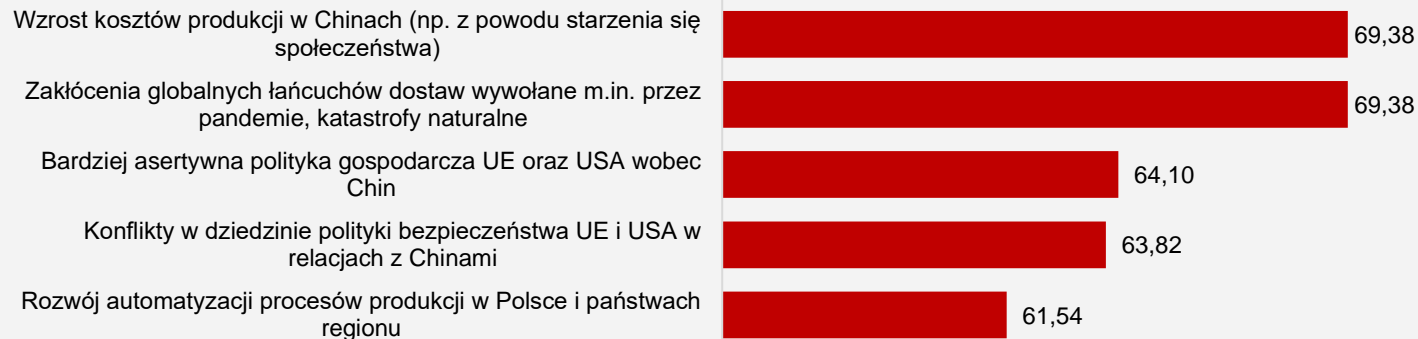 Wzrost kosztów produkcji w Chinach (np. z powodu starzenia się
społeczeństwa)
69,38
Zakłócenia globalnych łańcuchów dostaw wywołane m.in. przez
pandemie, katastrofy naturalne
69,38
Bardziej asertywna polityka gospodarcza UE oraz USA wobec
Chin
64,10
Konflikty w dziedzinie polityki bezpieczeństwa UE i USA w
relacjach z Chinami
63,82
Rozwój automatyzacji procesów produkcji w Polsce i państwach
regionu
61,54